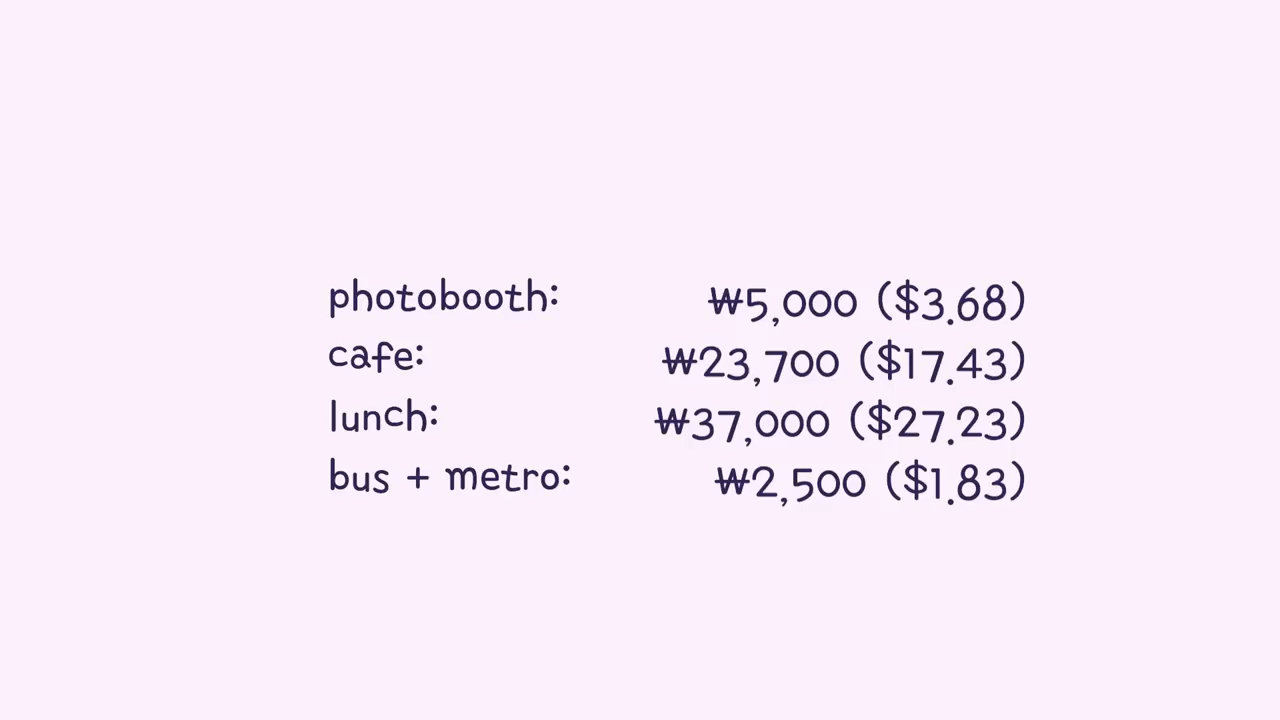 photobooth: ₩5,000 ($3.68)
cafe: ₩23,700 ($17.43)
lunch: ₩37,000 ($27.23)
bus + metro: ₩2,500 ($1.83)